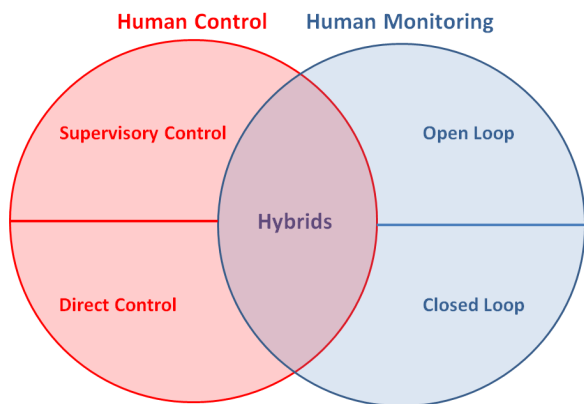 Human Control
Human Monitoring
Supervisory Control
Open Loop
Hybrids
Direct Control
Closed Loop